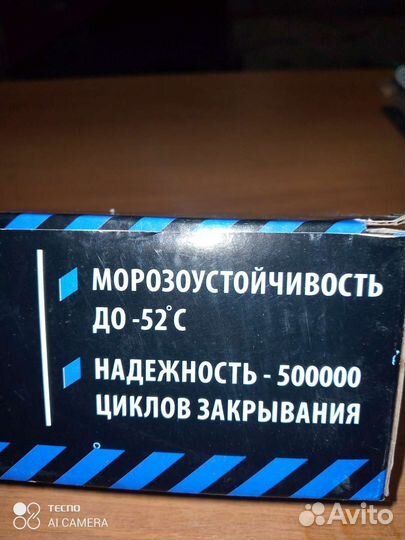 МОРОЗОУСТОЙЧИВОСТЬ
ДО -52°С
НАДЕЖНОСТЬ - 500000
ЦИКЛОВ ЗАКРЫВАНИЯ
TECNO
AI CAMERA
Avito